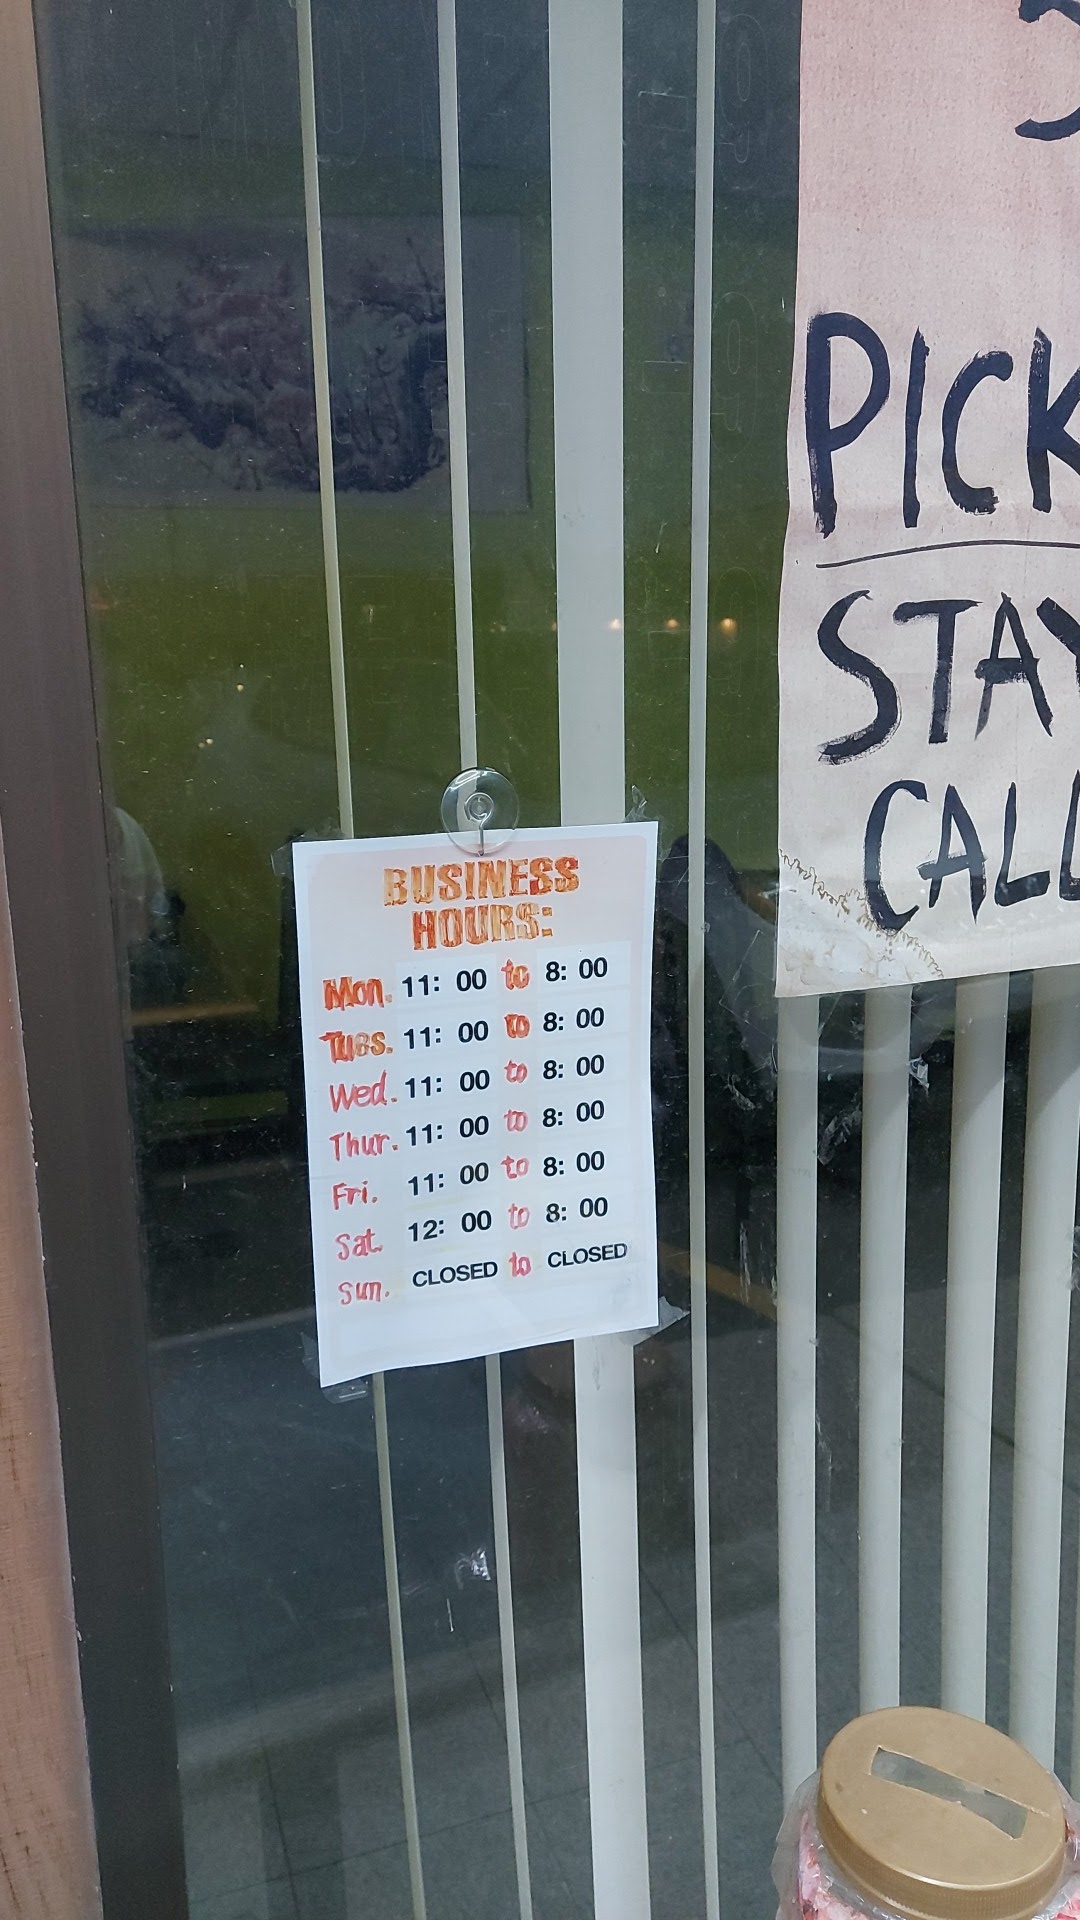 BUSINESS
HOURS:
Mon. 11: 00 to 8: 00
Tues. 11: 00 to 8: 00
Wed. 11: 00 to 8: 00
Thur. 11: 00 to 8: 00
Fri. 11: 00 to 8: 00
Sat. 12: 00 to 8: 00
Sun. CLOSED to CLOSED
PICK
STAY
CALL